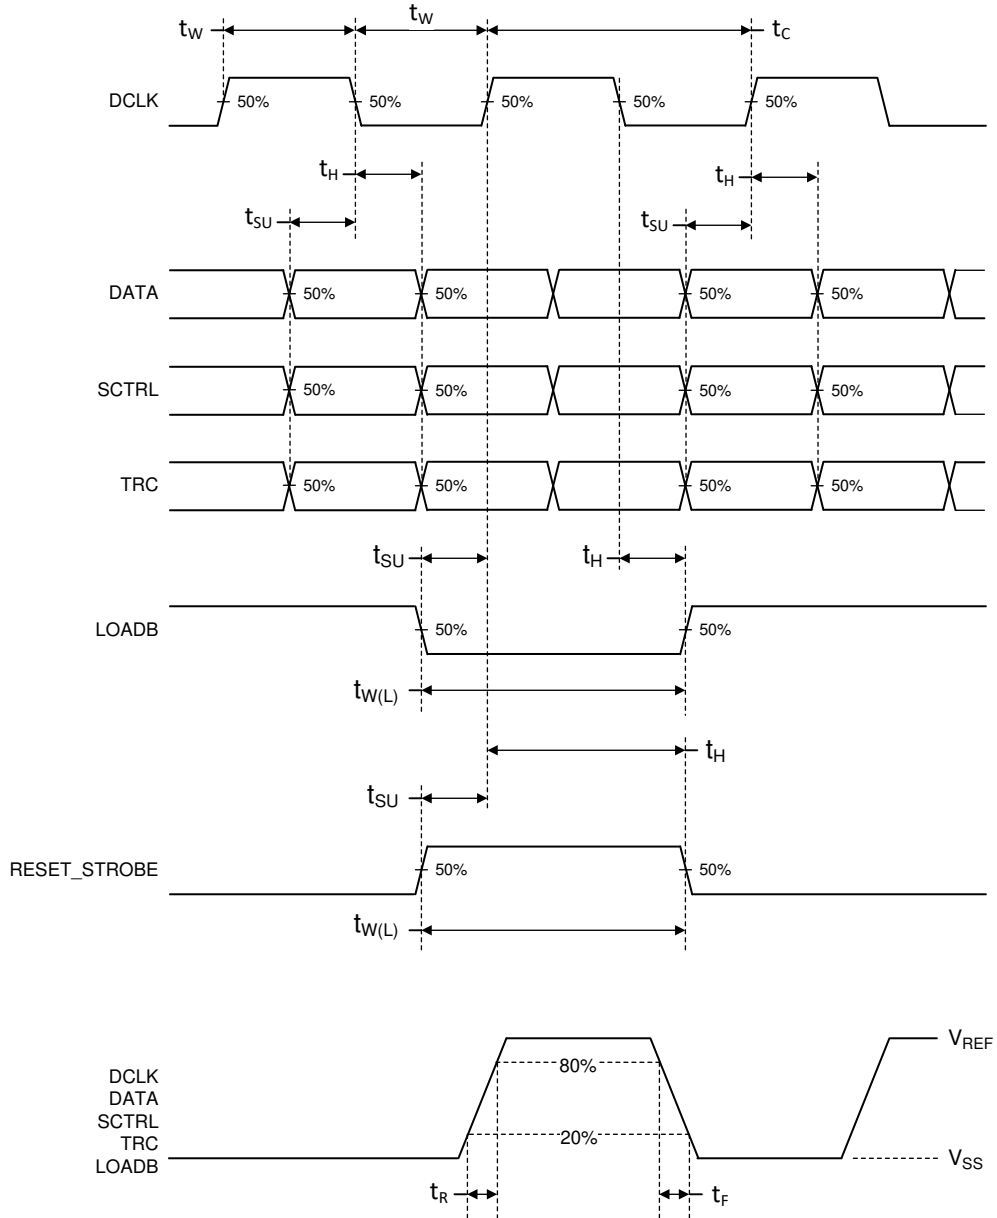 tW tW tC
DCLK 50% 50% 50% 50% 50%
tH tH
tSU tSU
DATA 50% 50% 50% 50%
SCTRL 50% 50% 50% 50%
TRC 50% 50% 50% 50%
tSU tH
LOADB 50% 50%
tW(L)
tH
tSU
RESET_STROBE 50% 50%
tW(L)
VREF
80%
DCLK
DATA
SCTRL
TRC 20%
LOADB VSS
tR tF